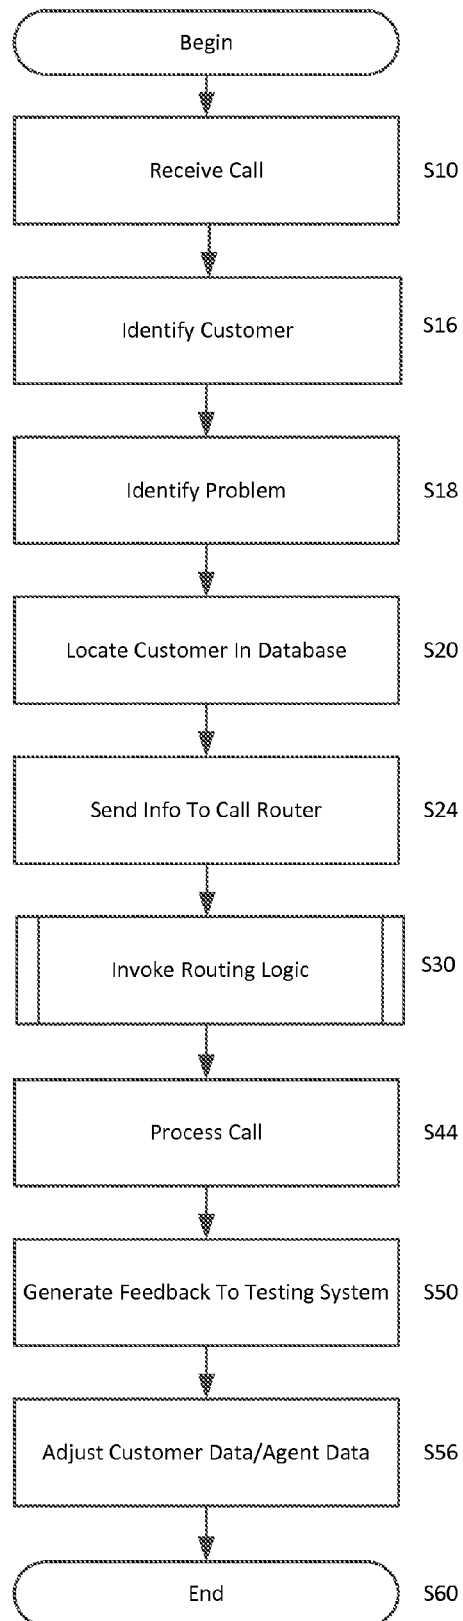 Begin
Receive Call S10
Identify Customer S16
Identify Problem S18
Locate Customer In Database S20
Send Info To Call Router S24
Invoke Routing Logic S30
Process Call S44
Generate Feedback To Testing System S50
Adjust Customer Data/Agent Data S56
End S60